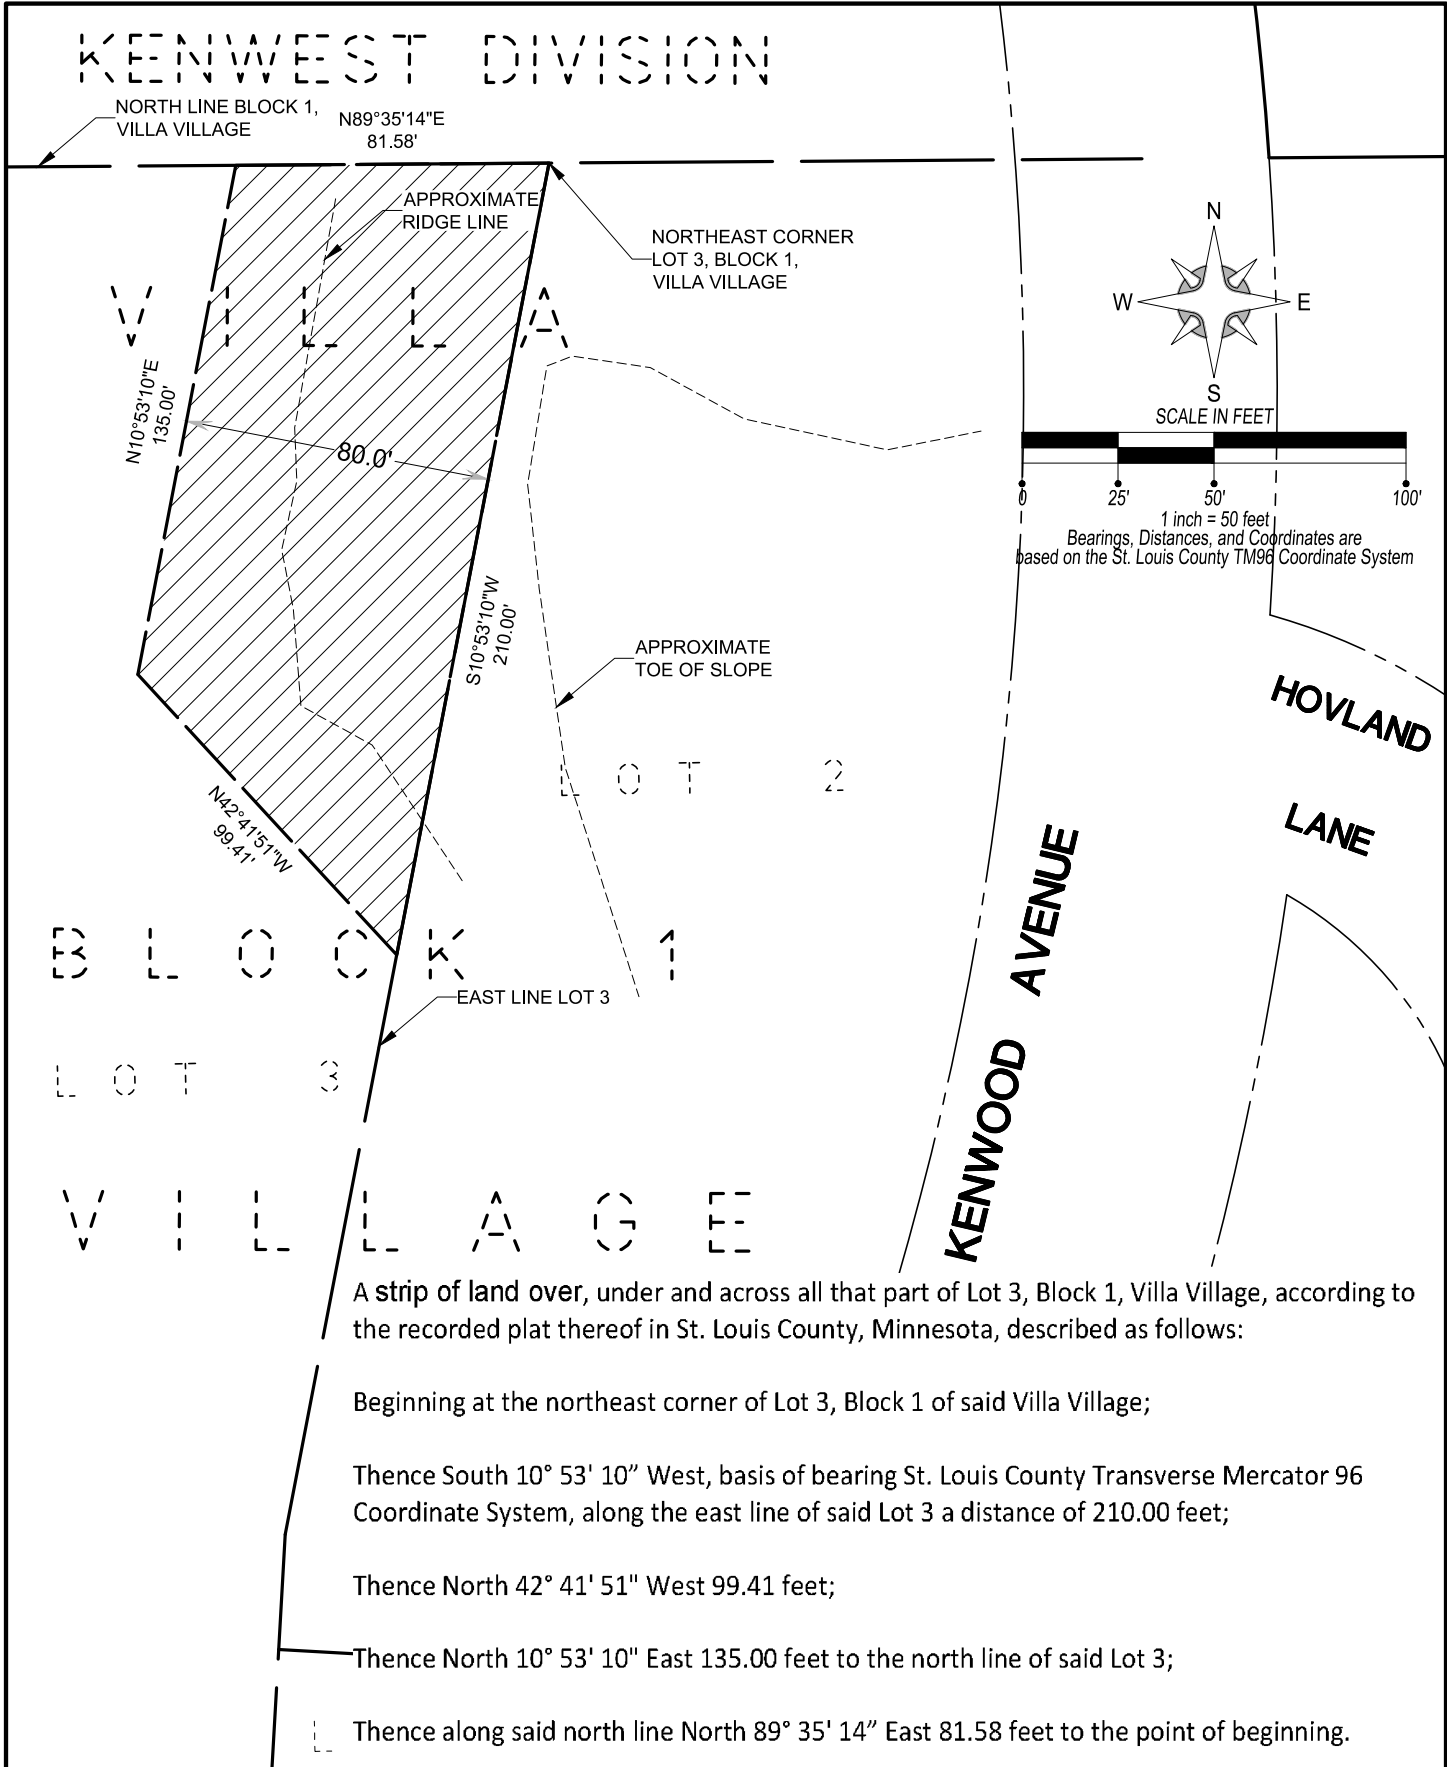 KENWEST DIVISION
NORTH LINE BLOCK 1,
VILLA VILLAGE
N89°35'14"E
81.58'
APPROXIMATE
RIDGE LINE
NORTHEAST CORNER
LOT 3, BLOCK 1,
VILLA VILLAGE
N
W
E
S
VILLA
N10°53'10"E
135.00'
80.0'
SCALE IN FEET
0
25'
50'
100'
1 inch = 50 feet
Bearings, Distances, and Coordinates are
based on the St. Louis County TM96 Coordinate System
S10°53'10"W
210.00'
APPROXIMATE
TOE OF SLOPE
HOVLAND
LANE
LOT 2
N42°41'51"W
99.41'
KENWOOD AVENUE
BLOCK 1
EAST LINE LOT 3
LOT 3
VILLAGE
A strip of land over, under and across all that part of Lot 3, Block 1, Villa Village, according to
the recorded plat thereof in St. Louis County, Minnesota, described as follows:
Beginning at the northeast corner of Lot 3, Block 1 of said Villa Village;
Thence South 10° 53' 10” West, basis of bearing St. Louis County Transverse Mercator 96
Coordinate System, along the east line of said Lot 3 a distance of 210.00 feet;
Thence North 42° 41' 51" West 99.41 feet;
Thence North 10° 53' 10" East 135.00 feet to the north line of said Lot 3;
L
Thence along said north line North 89° 35' 14” East 81.58 feet to the point of beginning.